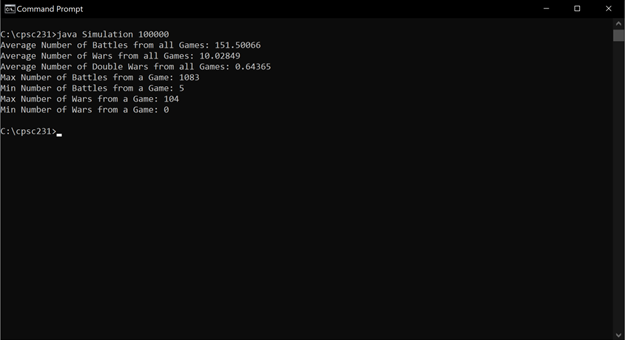 Command Prompt
C:\cpsc231>java Simulation 100000
Average Number of Battles from all Games: 151.50066
Average Number of Wars from all Games: 10.02849
Average Number of Double Wars from all Games: 0.64365
Max Number of Battles from a Game: 1083
Min Number of Battles from a Game: 5
Max Number of Wars from a Game: 104
Min Number of Wars from a Game: 0
C:\cpsc231>